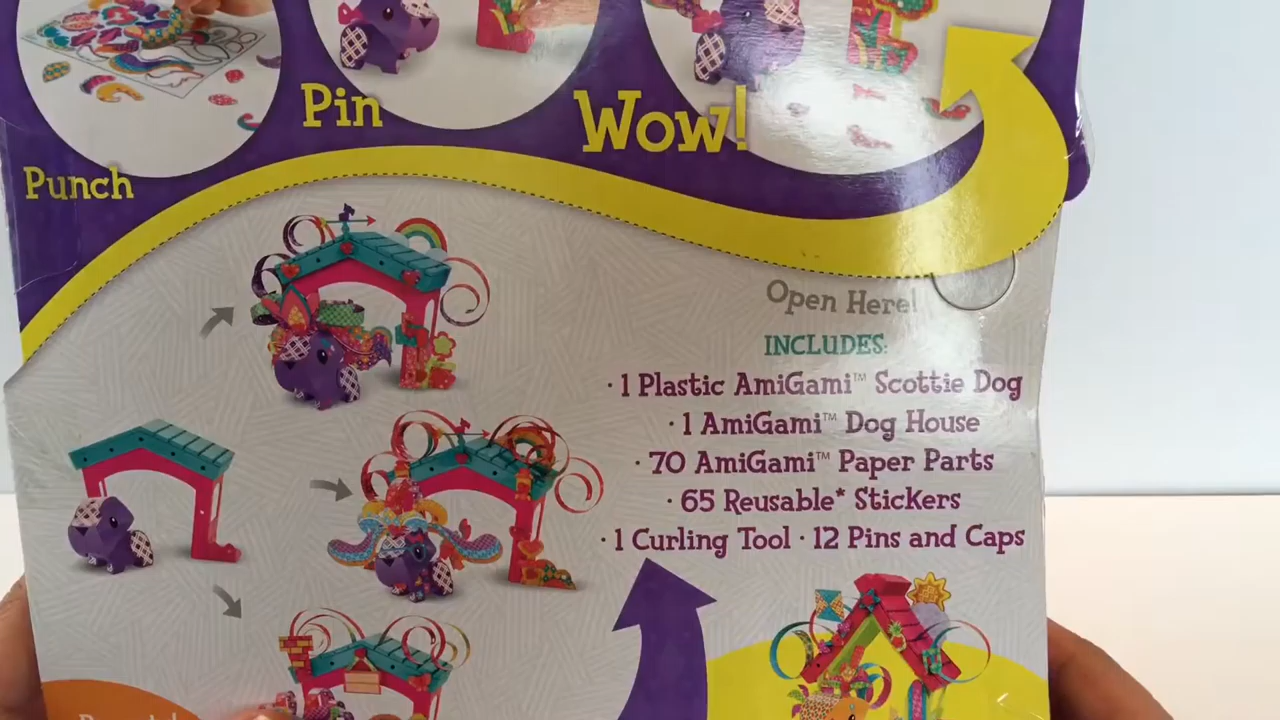 Pin
Wow!
Punch
Open Here!
INCLUDES:
· 1 Plastic AmiGami™ Scottie Dog
· 1 AmiGami™ Dog House
· 70 AmiGami™ Paper Parts
· 65 Reusable* Stickers
· 1 Curling Tool · 12 Pins and Caps